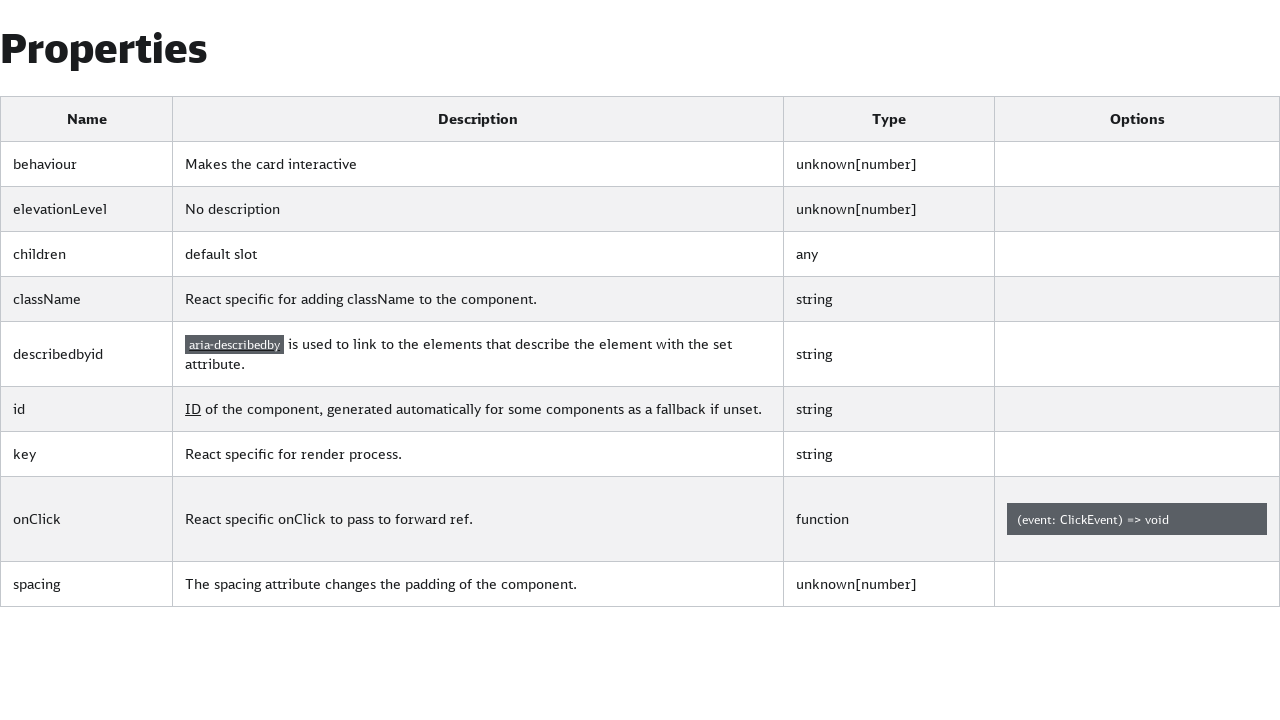 Properties
Name Description Type Options
behaviour Makes the card interactive unknown[number]
elevationLevel No description unknown[number]
children default slot any
className React specific for adding className to the component. string
describedbyid aria-describedby is used to link to the elements that describe the element with the set attribute. string
id ID of the component, generated automatically for some components as a fallback if unset. string
key React specific for render process. string
onClick React specific onClick to pass to forward ref. function (event: ClickEvent) => void
spacing The spacing attribute changes the padding of the component. unknown[number]